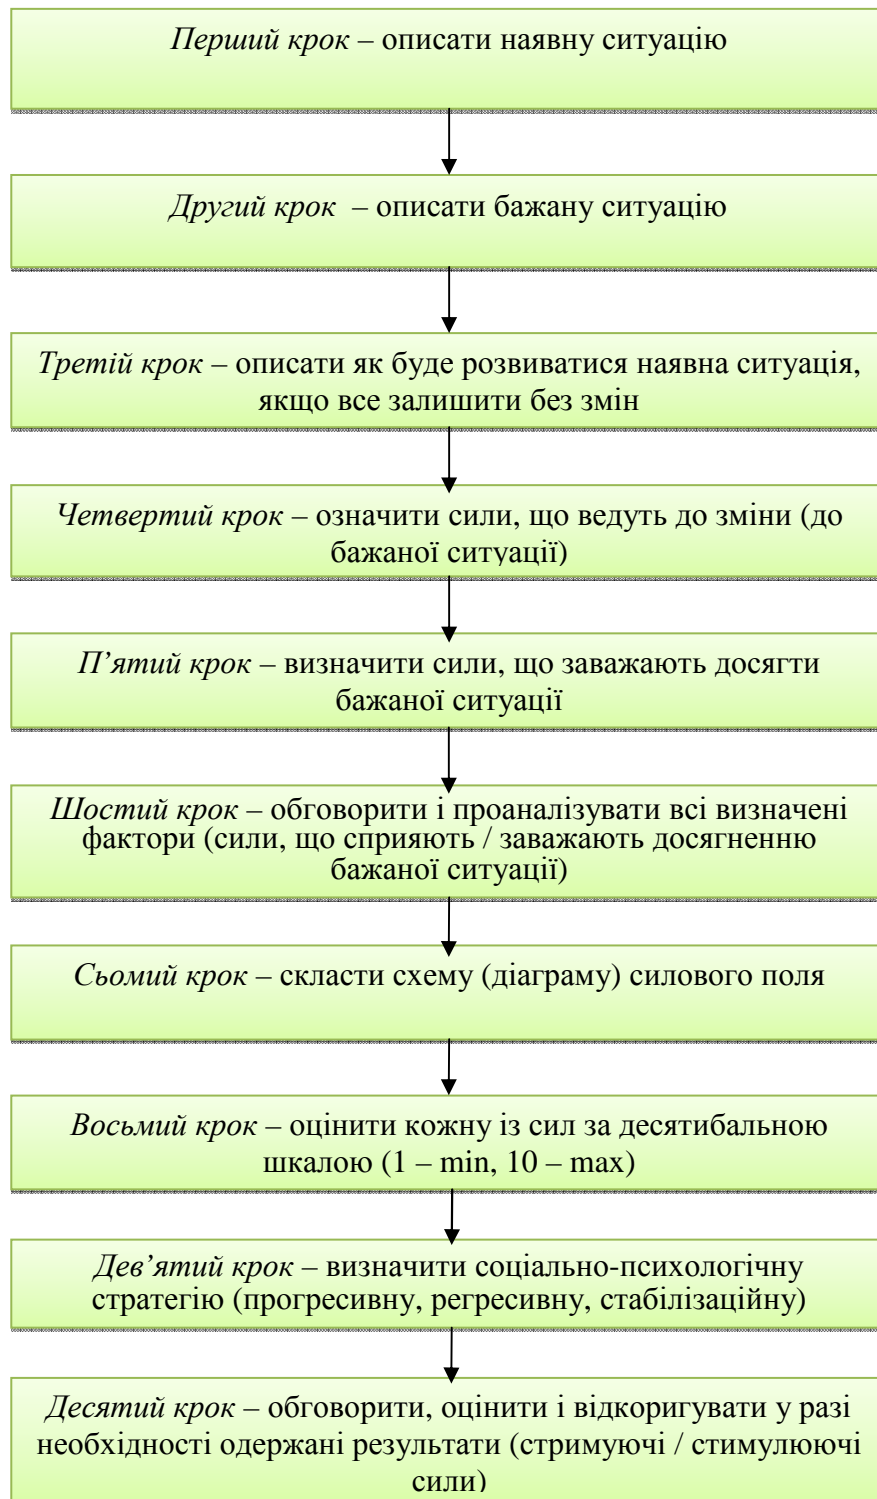 Перший крок – описати наявну ситуацію
Другий крок – описати бажану ситуацію
Третій крок – описати як буде розвиватися наявна ситуація,
якщо все залишити без змін
Четвертий крок – означити сили, що ведуть до зміни (до
бажаної ситуації)
П’ятий крок – визначити сили, що заважають досягти
бажаної ситуації
Шостий крок – обговорити і проаналізувати всі визначені
фактори (сили, що сприяють / заважають досягненню
бажаної ситуації)
Сьомий крок – скласти схему (діаграму) силового поля
Восьмий крок – оцінити кожну із сил за десятибальною
шкалою (1 – min, 10 – max)
Дев’ятий крок – визначити соціально-психологічну
стратегію (прогресивну, регресивну, стабілізаційну)
Десятий крок – обговорити, оцінити і відкоригувати у разі
необхідності одержані результати (стримуючі / стимулюючі
сили)